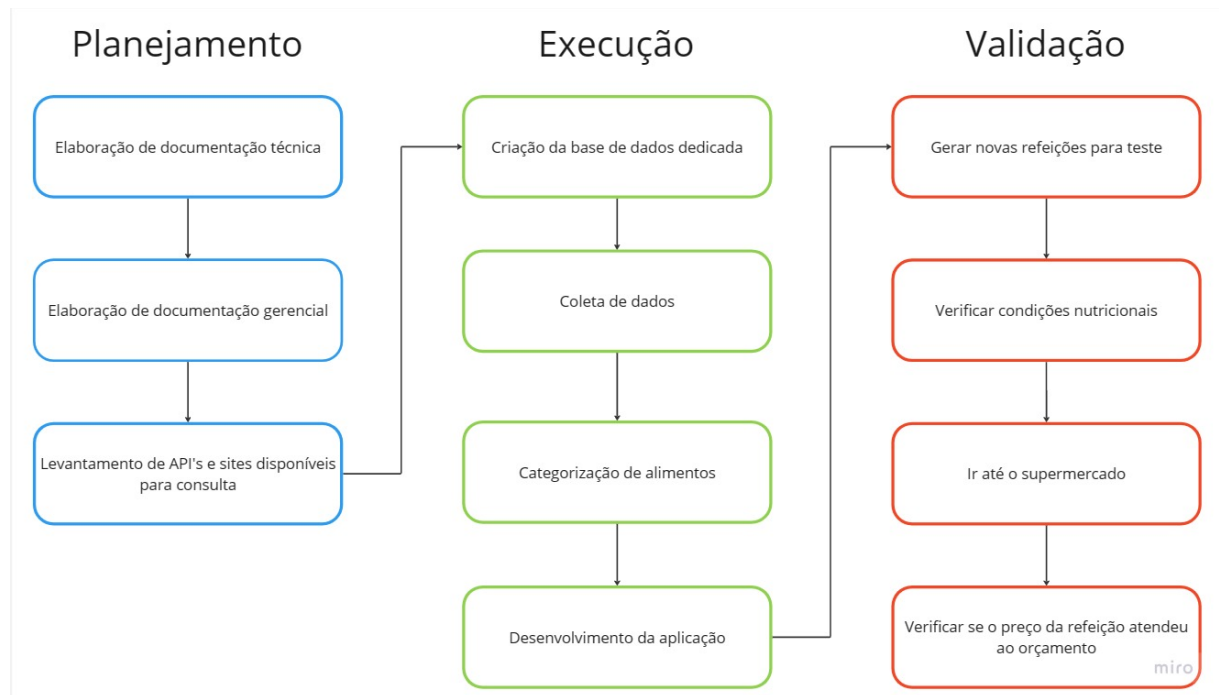 Planejamento
Elaboração de documentação técnica
Elaboração de documentação gerencial
Levantamento de API's e sites disponíveis
para consulta
Execução
Criação da base de dados dedicada
Coleta de dados
Categorização de alimentos
Desenvolvimento da aplicação
Validação
Gerar novas refeições para teste
Verificar condições nutricionais
Ir até o supermercado
Verificar se o preço da refeição atendeu
ao orçamento
miro